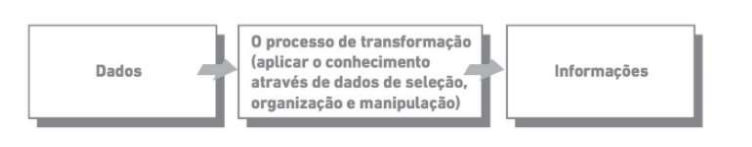 Dados
O processo de transformação
(aplicar o conhecimento
através de dados de seleção,
organização e manipulação)
Informações